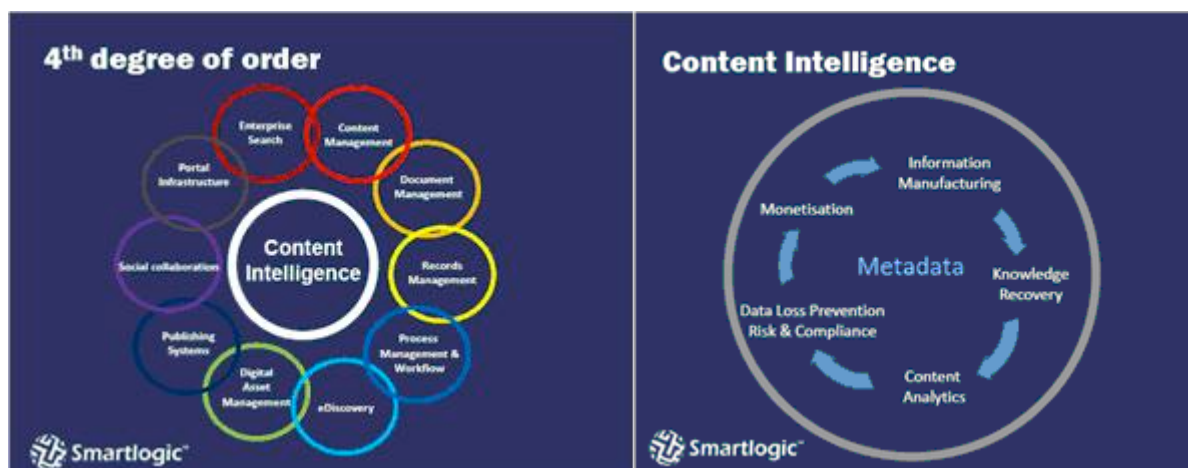 4th degree of order
Enterprise
Search
Content
Management
Portal
Infrastructure
Document
Management
Content
Intelligence
Social collaboration
Records
Management
Publishing
Systems
Process
Management &
Workflow
Digital
Asset
Management
eDiscovery
Smartlogic™
Content Intelligence
Information
Manufacturing
Monetisation
Metadata
Knowledge
Recovery
Data Loss Prevention
Risk & Compliance
Content
Analytics
Smartlogic™